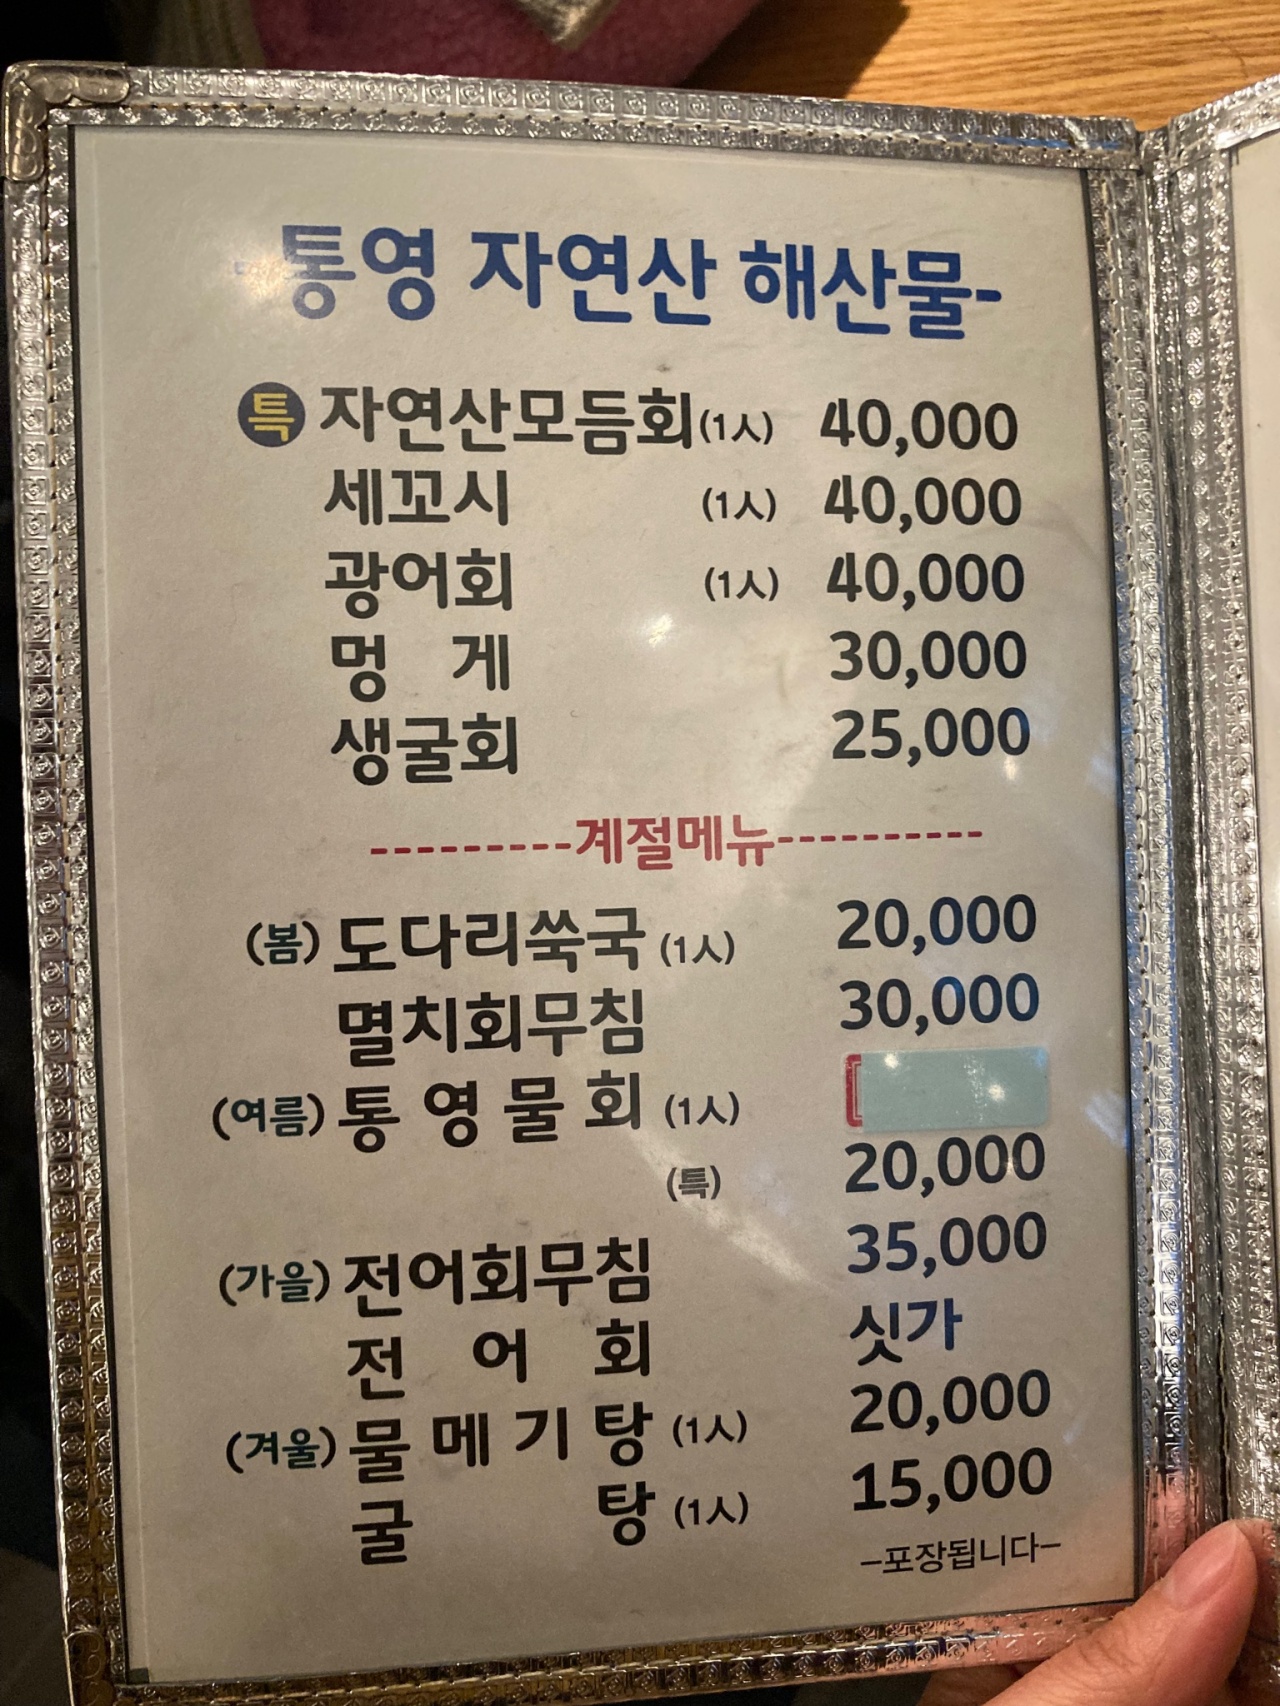 -통영 자연산 해산물-
특 자연산모듬회(1人) 40,000
세꼬시 (1人) 40,000
광어회 (1人) 40,000
멍 게 30,000
생굴회 25,000
----------계절메뉴----------
(봄) 도다리쑥국 (1人) 20,000
멸치회무침 30,000
(여름) 통 영 물 회 (1人)
(특) 20,000
(가을) 전어회무침 35,000
전 어 회 싯가
(겨울) 물 메 기 탕 (1人) 20,000
굴 탕 (1人) 15,000
–포장됩니다–